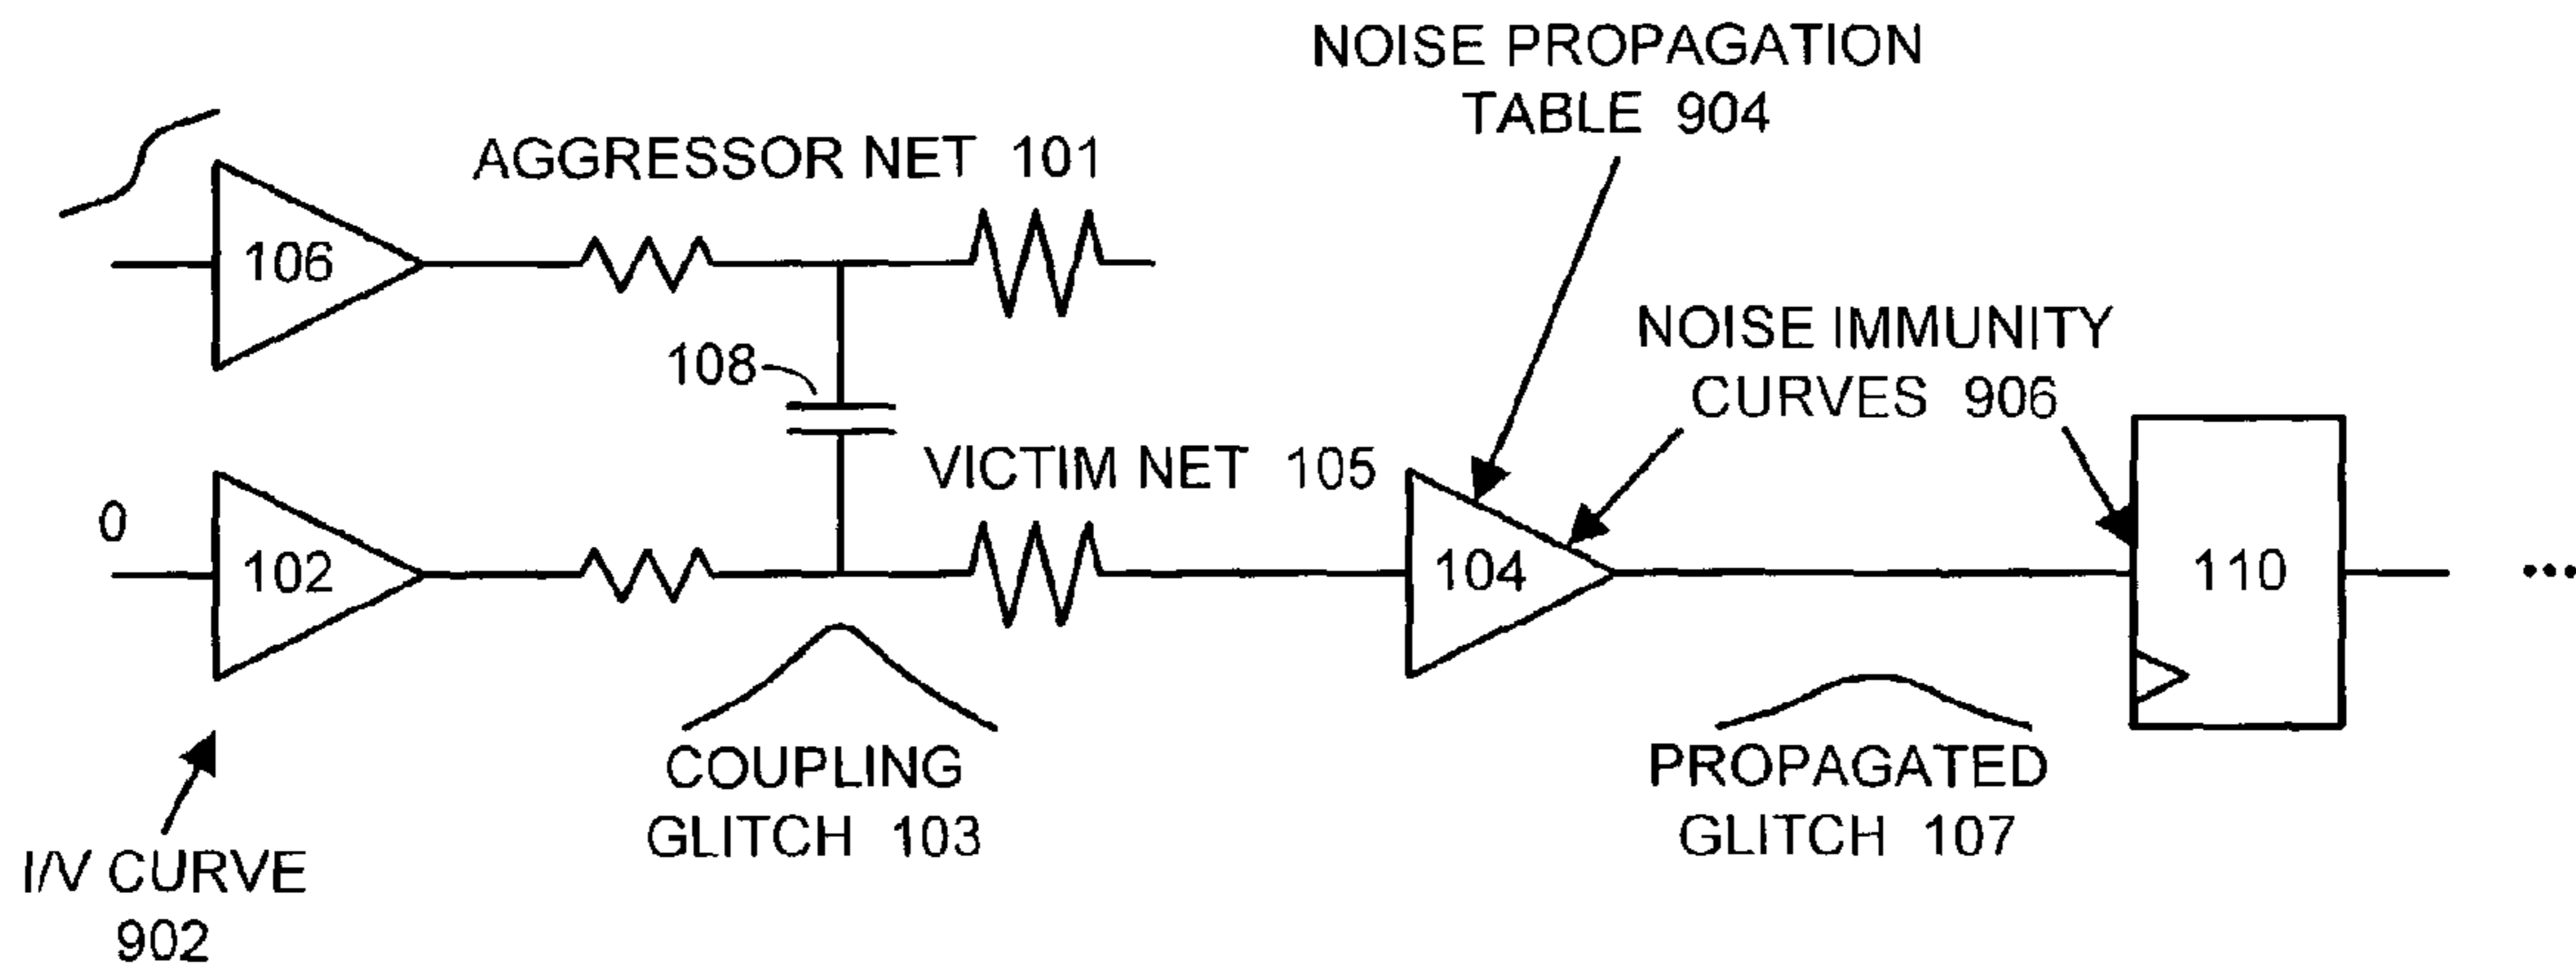 NOISE PROPAGATION
TABLE 904
AGGRESSOR NET 101
106
108
NOISE IMMUNITY
CURVES 906
VICTIM NET 105
0
102
104
110
COUPLING
GLITCH 103
PROPAGATED
GLITCH 107
I/V CURVE
902
...